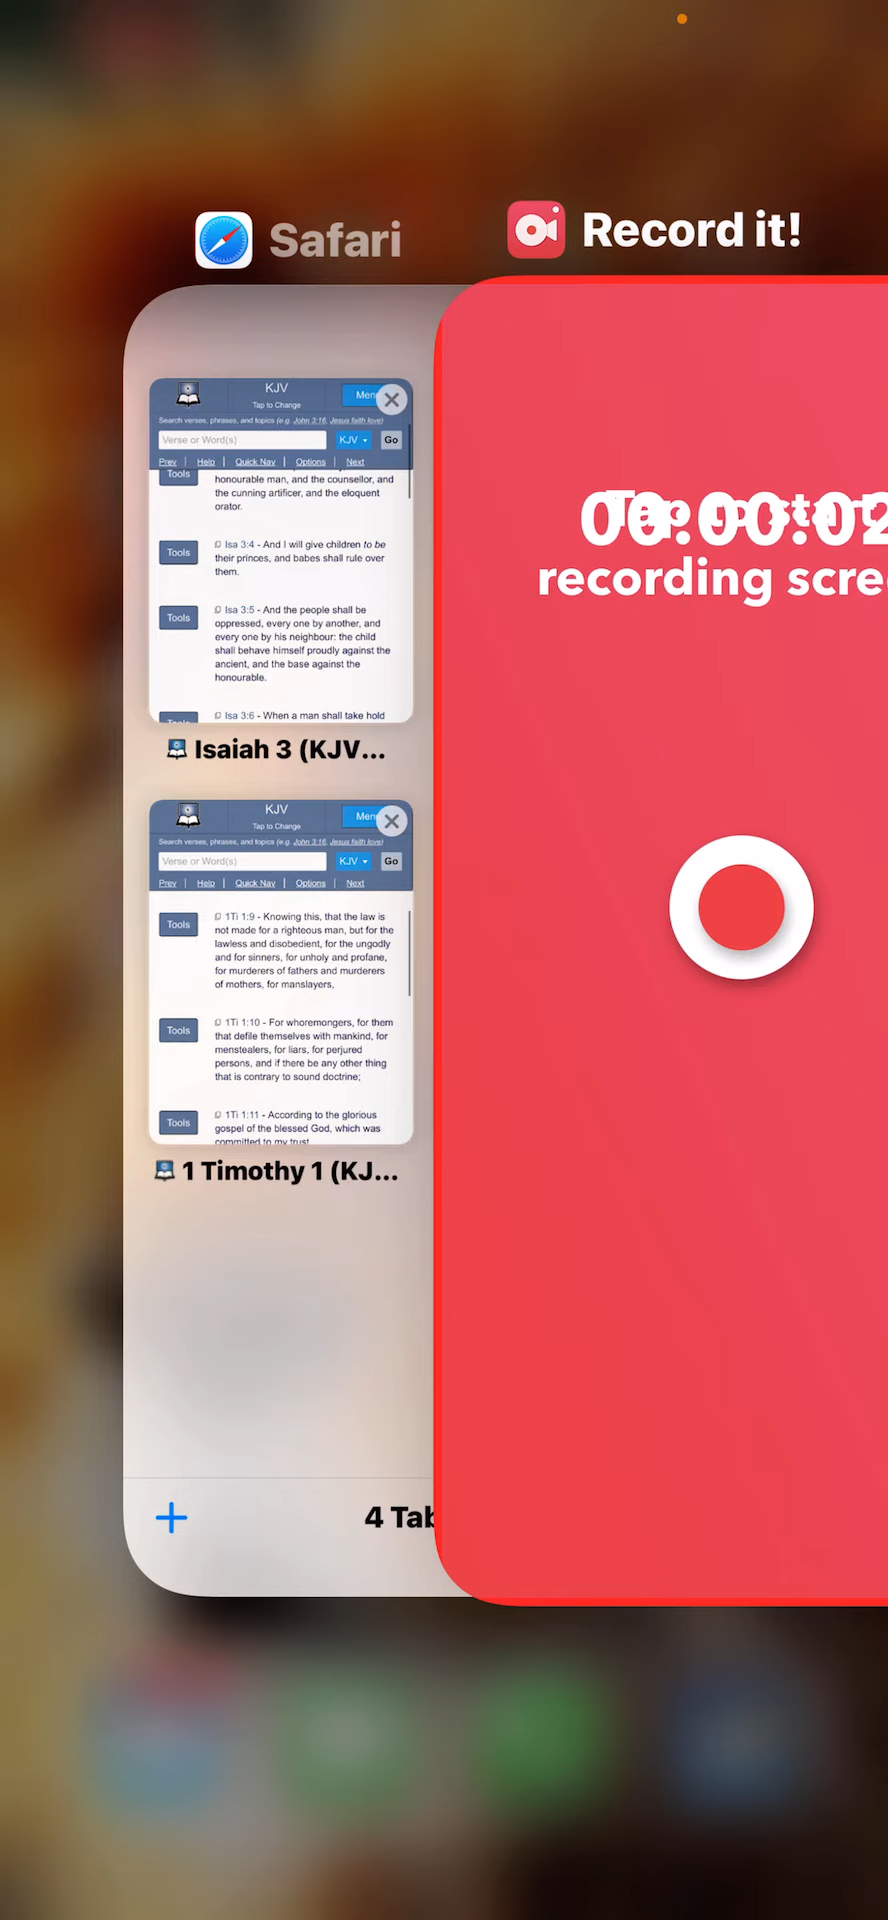 Safari
Record it!
KJV
Tap to Change
Search verses, phrases, and topics (e.g. John 3:16, Jesus faith love)
Verse or Word(s)
KJV
Go
Prev | Help | Quick Nav | Options | Next
Tools
honourable man, and the counsellor, and
the cunning artificer, and the eloquent
orator.
Tools
Isa 3:4 - And I will give children to be
their princes, and babes shall rule over
them.
Tools
Isa 3:5 - And the people shall be
oppressed, every one by another, and
every one by his neighbour: the child
shall behave himself proudly against the
ancient, and the base against the
honourable.
Tools
Isa 3:6 - When a man shall take hold
Isaiah 3 (KJV...
KJV
Tap to Change
Search verses, phrases, and topics (e.g. John 3:16, Jesus faith love)
Verse or Word(s)
KJV
Go
Prev | Help | Quick Nav | Options | Next
Tools
1Ti 1:9 - Knowing this, that the law is
not made for a righteous man, but for the
lawless and disobedient, for the ungodly
and for sinners, for unholy and profane,
for murderers of fathers and murderers
of mothers, for manslayers,
Tools
1Ti 1:10 - For whoremongers, for them
that defile themselves with mankind, for
menstealers, for liars, for perjured
persons, and if there be any other thing
that is contrary to sound doctrine;
Tools
1Ti 1:11 - According to the glorious
gospel of the blessed God, which was
committed to my trust
1 Timothy 1 (KJ...
4 Tab
00:00:02
Tap to start
recording scre